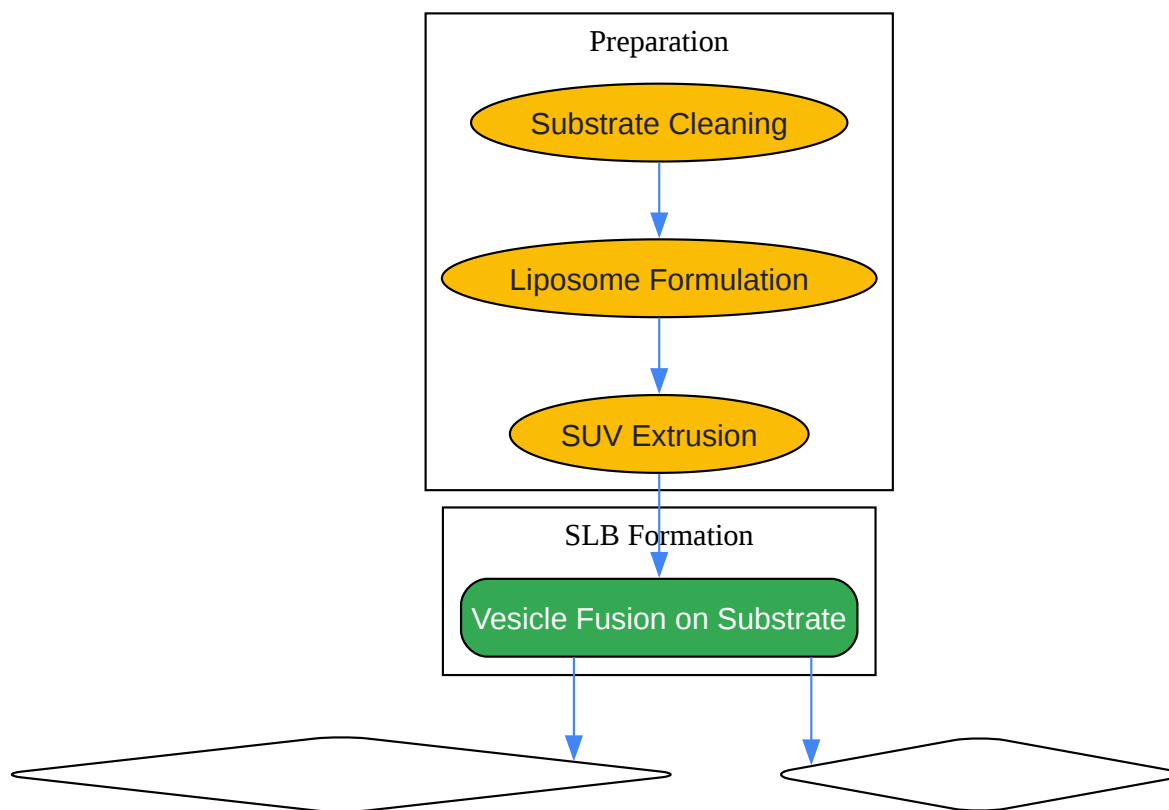 Preparation
Substrate Cleaning
Liposome Formulation
SUV Extrusion
SLB Formation
Vesicle Fusion on Substrate